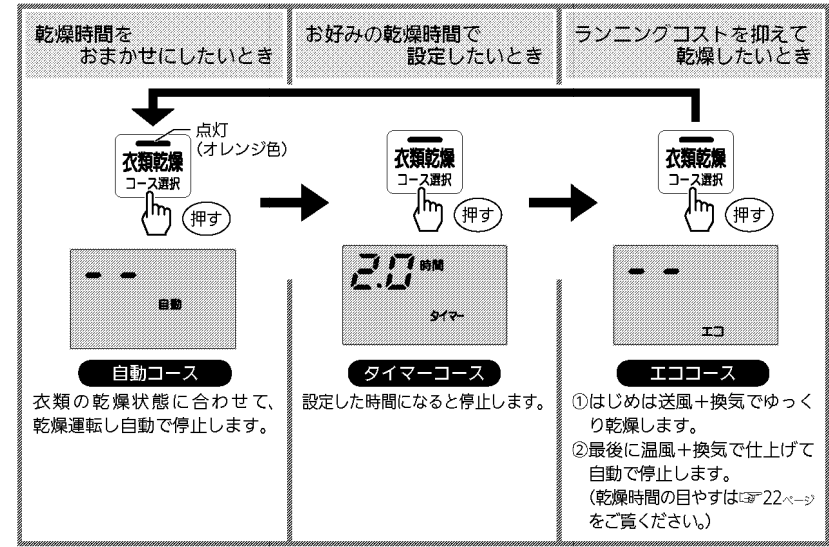 乾燥時間を
おまかせにしたいとき
点灯
(オレンジ色)
衣類乾燥
コース選択
押す
- -
自動
自動コース
衣類の乾燥状態に合わせて、
乾燥運転し自動で停止します。
お好みの乾燥時間で
設定したいとき
衣類乾燥
コース選択
押す
2.0 時間
タイマー
タイマーコース
設定した時間になると停止します。
ランニングコストを抑えて
乾燥したいとき
衣類乾燥
コース選択
押す
- -
エコ
エココース
①はじめは送風＋換気でゆっく
り乾燥します。
②最後に温風＋換気で仕上げて
自動で停止します。
(乾燥時間の目やすは☞22ページ
をご覧ください。)